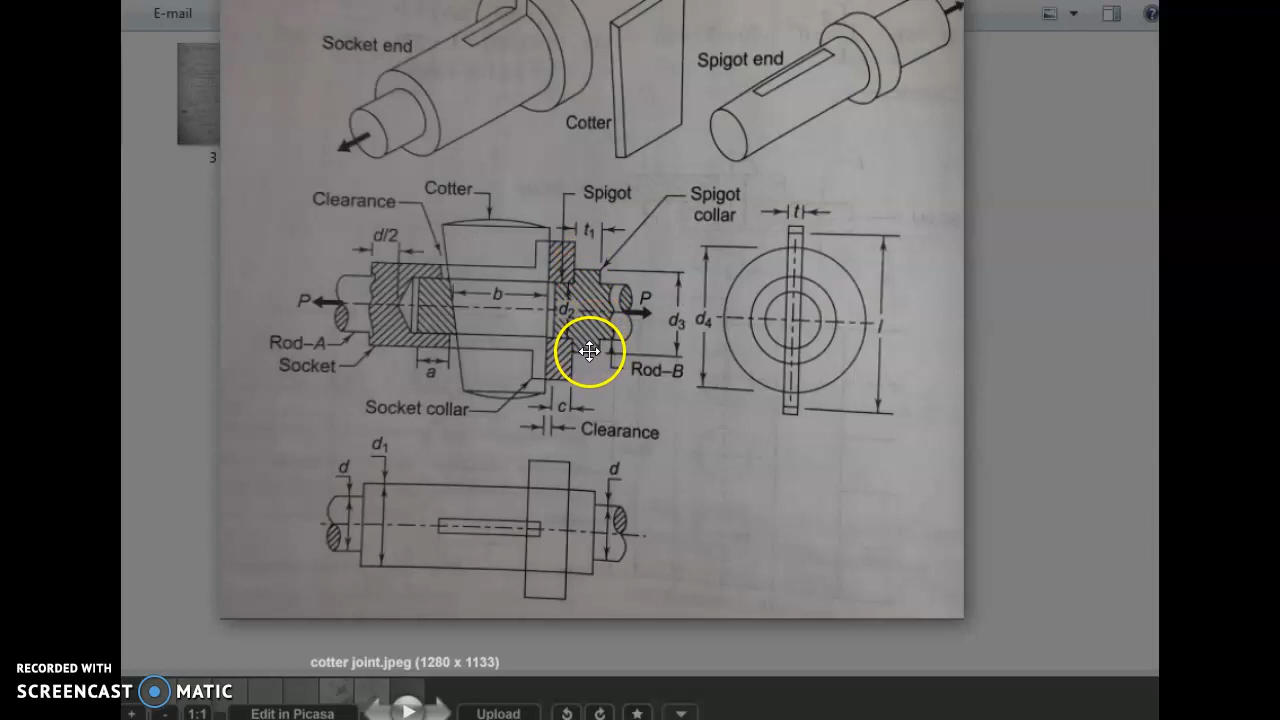 E-mail
Socket end
Spigot end
Cotter
3
Cotter
Spigot
Spigot collar
Clearance
t₁
t
d/2
b
d₂
P
P
d₃
d₄
l
Rod–A
Rod–B
Socket
a
Socket collar
c
Clearance
d₁
d
d
cotter joint.jpeg (1280 x 1133)
RECORDED WITH
SCREENCAST MATIC
+
-
1:1
Edit in Picasa
Upload